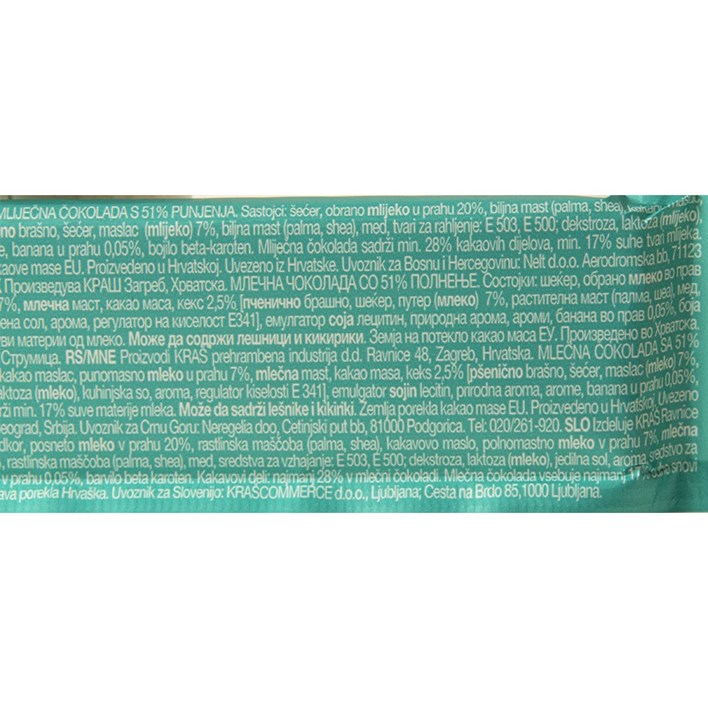 MLIJEČNA ČOKOLADA S 51% PUNJENJA. Sastojci: šećer, obrano mlijeko u prahu 20%, biljna mast (palma, shea),
brašno, šećer, maslac (mlijeko) 7%, biljna mast (palma, shea), med, tvari za rahljenje: E 503, E 500; dekstroza, laktoza (mlijeko)
banana u prahu 0,05%, bojilo beta-karoten. Mliječna čokolada sadrži min. 28% kakaovih dijelova, min. 17% suhe tvari mlijeka
mase EU. Proizvedeno u Hrvatskoj. Uvezeno iz Hrvatske. Uvoznik za Bosnu i Hercegovinu: Nelt d.o.o. Aerodromska bb, 71123
Произведува КРАШ Загреб, Хрватска. МЛЕЧНА ЧОКОЛАДА СО 51% ПОЛНЕЊЕ. Состојки: шеќер, обрано млеко во прав
7%, млечна маст, какао маса, кекс 2,5% [пченично брашно, шеќер, путер (млеко) 7%, растителна маст (палма, шеа), мед,
сол, арома, регулатор на киселост E341], емулгатор соја лецитин, природна арома, ароми, банана во прав 0,05%,
материи од млеко. Може да содржи лешници и кикирики. Земја на потекло какао маса ЕУ. Произведено во Хрватска.
Струмица. RS/MNE Proizvodi KRAŠ prehrambena industrija d.d. Ravnice 48, Zagreb, Hrvatska. MLEČNA ČOKOLADA SA 51%
kakao maslac, punomasno mleko u prahu 7%, mlečna mast, kakao masa, keks 2,5% [pšenično brašno, šećer, maslac (mleko) 7%,
(mleko), kuhinjska so, aroma, regulator kiselosti E 341], emulgator sojin lecitin, prirodna aroma, arome, banana u prahu 0,05%,
min. 17% suve materije mleka. Može da sadrži lešnike i kikiriki. Zemlja porekla kakao mase EU. Proizvedeno u Hrvatskoj. Uvezeno
Srbija. Uvoznik za Crnu Goru: Neregelia doo, Cetinjski put bb, 81000 Podgorica. Tel: 020/261-920. SLO Izdeluje KRAŠ Ravnice
posneto mleko v prahu 20%, rastlinska maščoba (palma, shea), kakavovo maslo, polnomastno mleko v prahu 7%, mlečna
rastlinska maščoba (palma, shea), med, sredstva za vzhajanje: E 503, E 500; dekstroza, laktoza (mleko), jedilna sol, aroma, sredstvo za
v prahu 0,05%, barvilo beta karoten. Kakavovi deli: najmanj 28% v mlečni čokoladi. Mlečna čokolada vsebuje najmanj 17% suhe snovi
porekla Hrvaška. Uvoznik za Slovenijo: KRAŠCOMMERCE d.o.o., Ljubljana; Cesta na Brdo 85, 1000 Ljubljana.